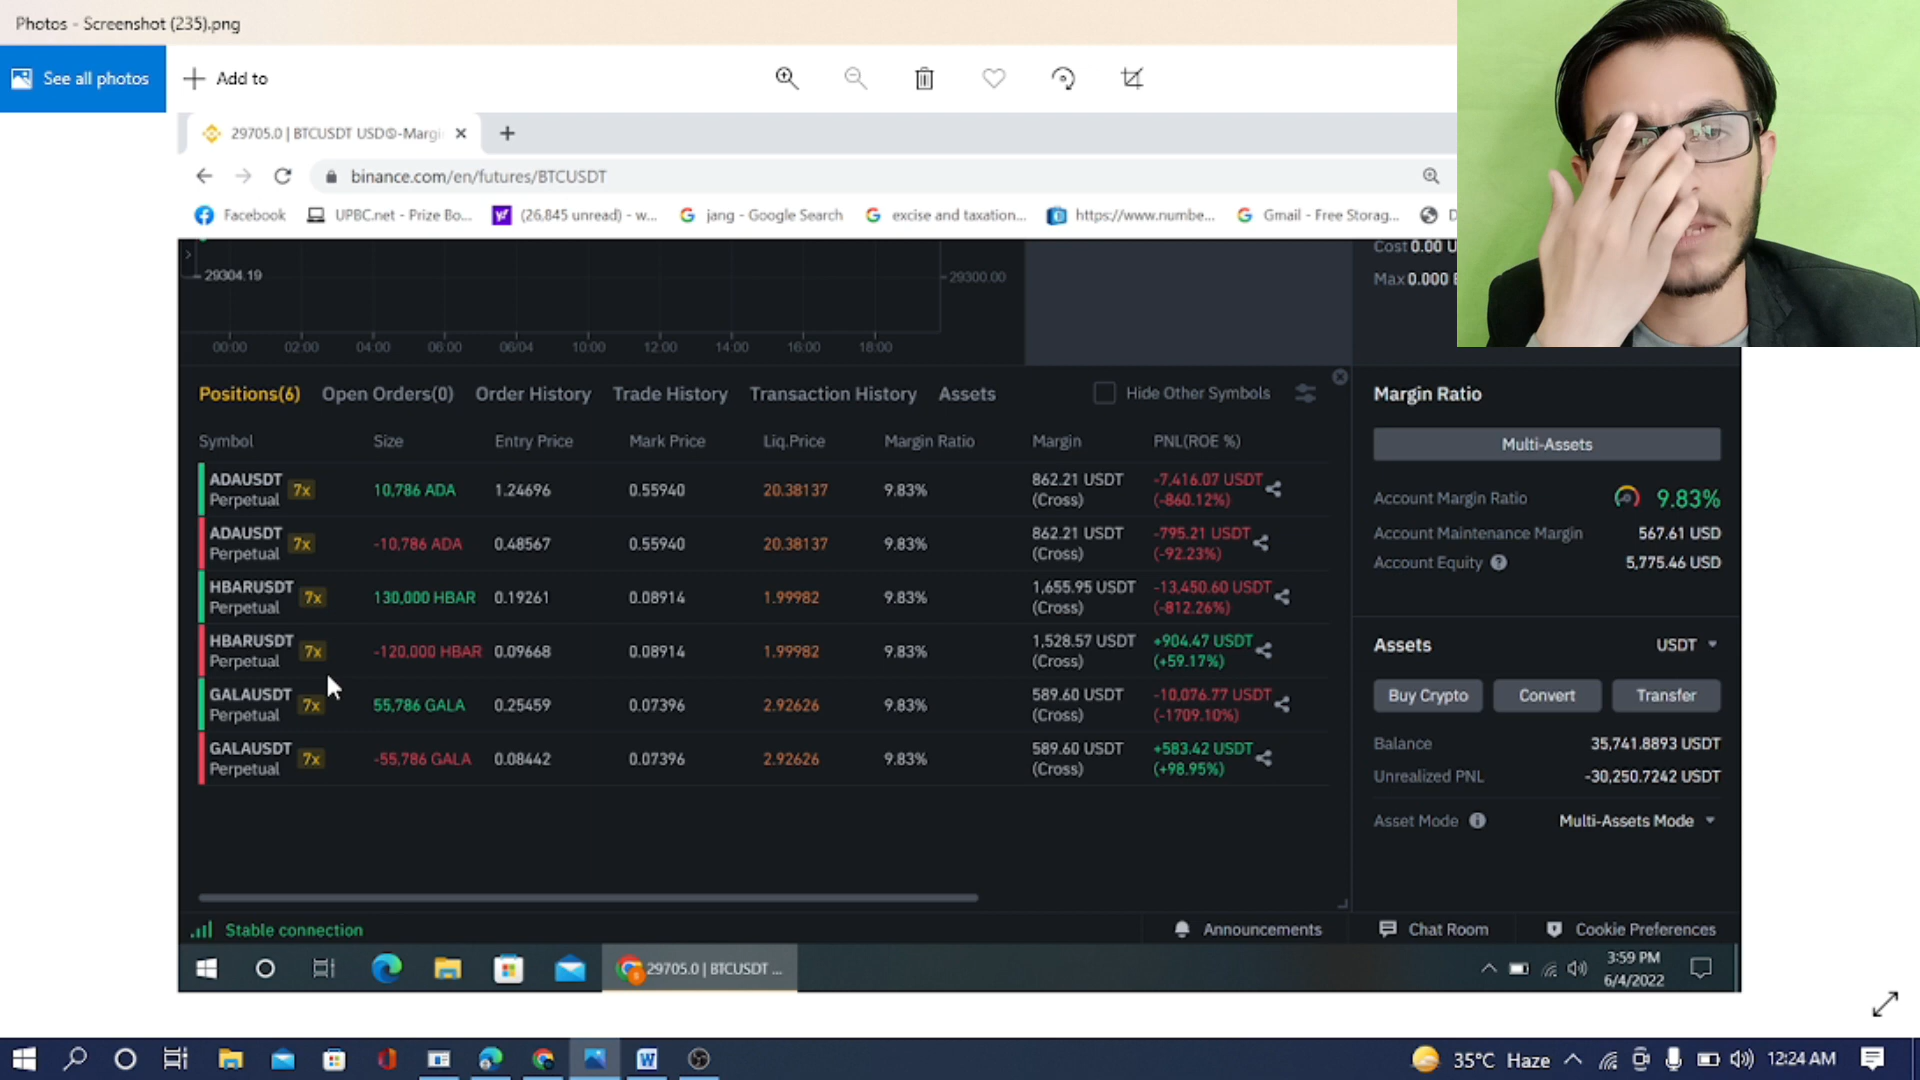 Photos - Screenshot (235).png
See all photos
Add to
29705.0 | BTCUSDT USDⓈ-Margi
binance.com/en/futures/BTCUSDT
Facebook UPBC.net - Prize Bo... (26,845 unread) - w... jang - Google Search excise and taxation... https://www.numbe... Gmail - Free Storag... D
Cost 0.00 U
29304.19 29300.00
Max 0.000
00:00 02:00 04:00 06:00 06/04 10:00 12:00 14:00 16:00 18:00
Positions(6) Open Orders(0) Order History Trade History Transaction History Assets Hide Other Symbols
Symbol Size Entry Price Mark Price Liq.Price Margin Ratio Margin PNL(ROE %)
ADAUSDT 7x 10,786 ADA 1.24696 0.55940 20.38137 9.83% 862.21 USDT -7,416.07 USDT
Perpetual (Cross) (-860.12%)
ADAUSDT 7x -10,786 ADA 0.48567 0.55940 20.38137 9.83% 862.21 USDT -795.21 USDT
Perpetual (Cross) (-92.23%)
HBARUSDT 7x 130,000 HBAR 0.19261 0.08914 1.99982 9.83% 1,655.95 USDT -13,450.60 USDT
Perpetual (Cross) (-812.26%)
HBARUSDT 7x -120,000 HBAR 0.09668 0.08914 1.99982 9.83% 1,528.57 USDT +904.47 USDT
Perpetual (Cross) (+59.17%)
GALAUSDT 7x 55,786 GALA 0.25459 0.07396 2.92626 9.83% 589.60 USDT -10,076.77 USDT
Perpetual (Cross) (-1709.10%)
GALAUSDT 7x -55,786 GALA 0.08442 0.07396 2.92626 9.83% 589.60 USDT +583.42 USDT
Perpetual (Cross) (+98.95%)
Margin Ratio
Multi-Assets
Account Margin Ratio 9.83%
Account Maintenance Margin 567.61 USD
Account Equity 5,775.46 USD
Assets USDT
Buy Crypto Convert Transfer
Balance 35,741.8893 USDT
Unrealized PNL -30,250.7242 USDT
Asset Mode Multi-Assets Mode
Stable connection Announcements Chat Room Cookie Preferences
29705.0 | BTCUSDT ...
3:59 PM
6/4/2022
35°C Haze 12:24 AM